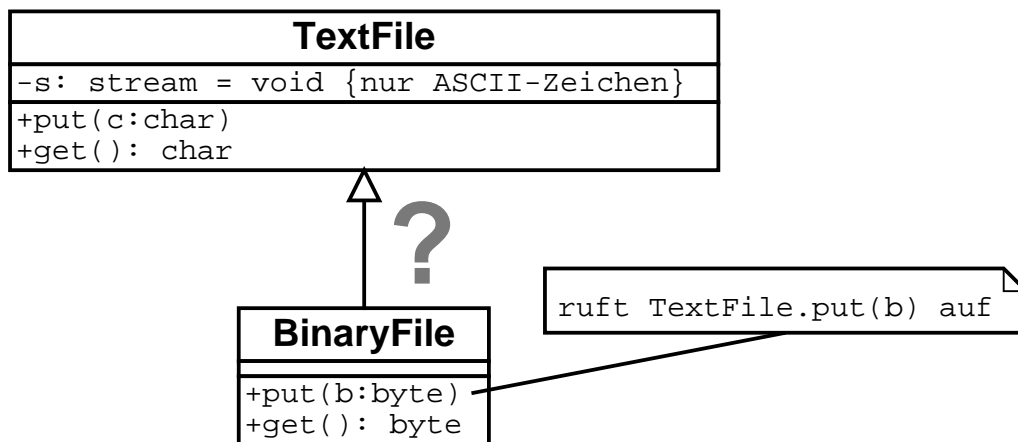 TextFile
-s: stream = void {nur ASCII-Zeichen}
+put(c:char)
+get(): char
?
ruft TextFile.put(b) auf
BinaryFile
+put(b:byte)
+get(): byte